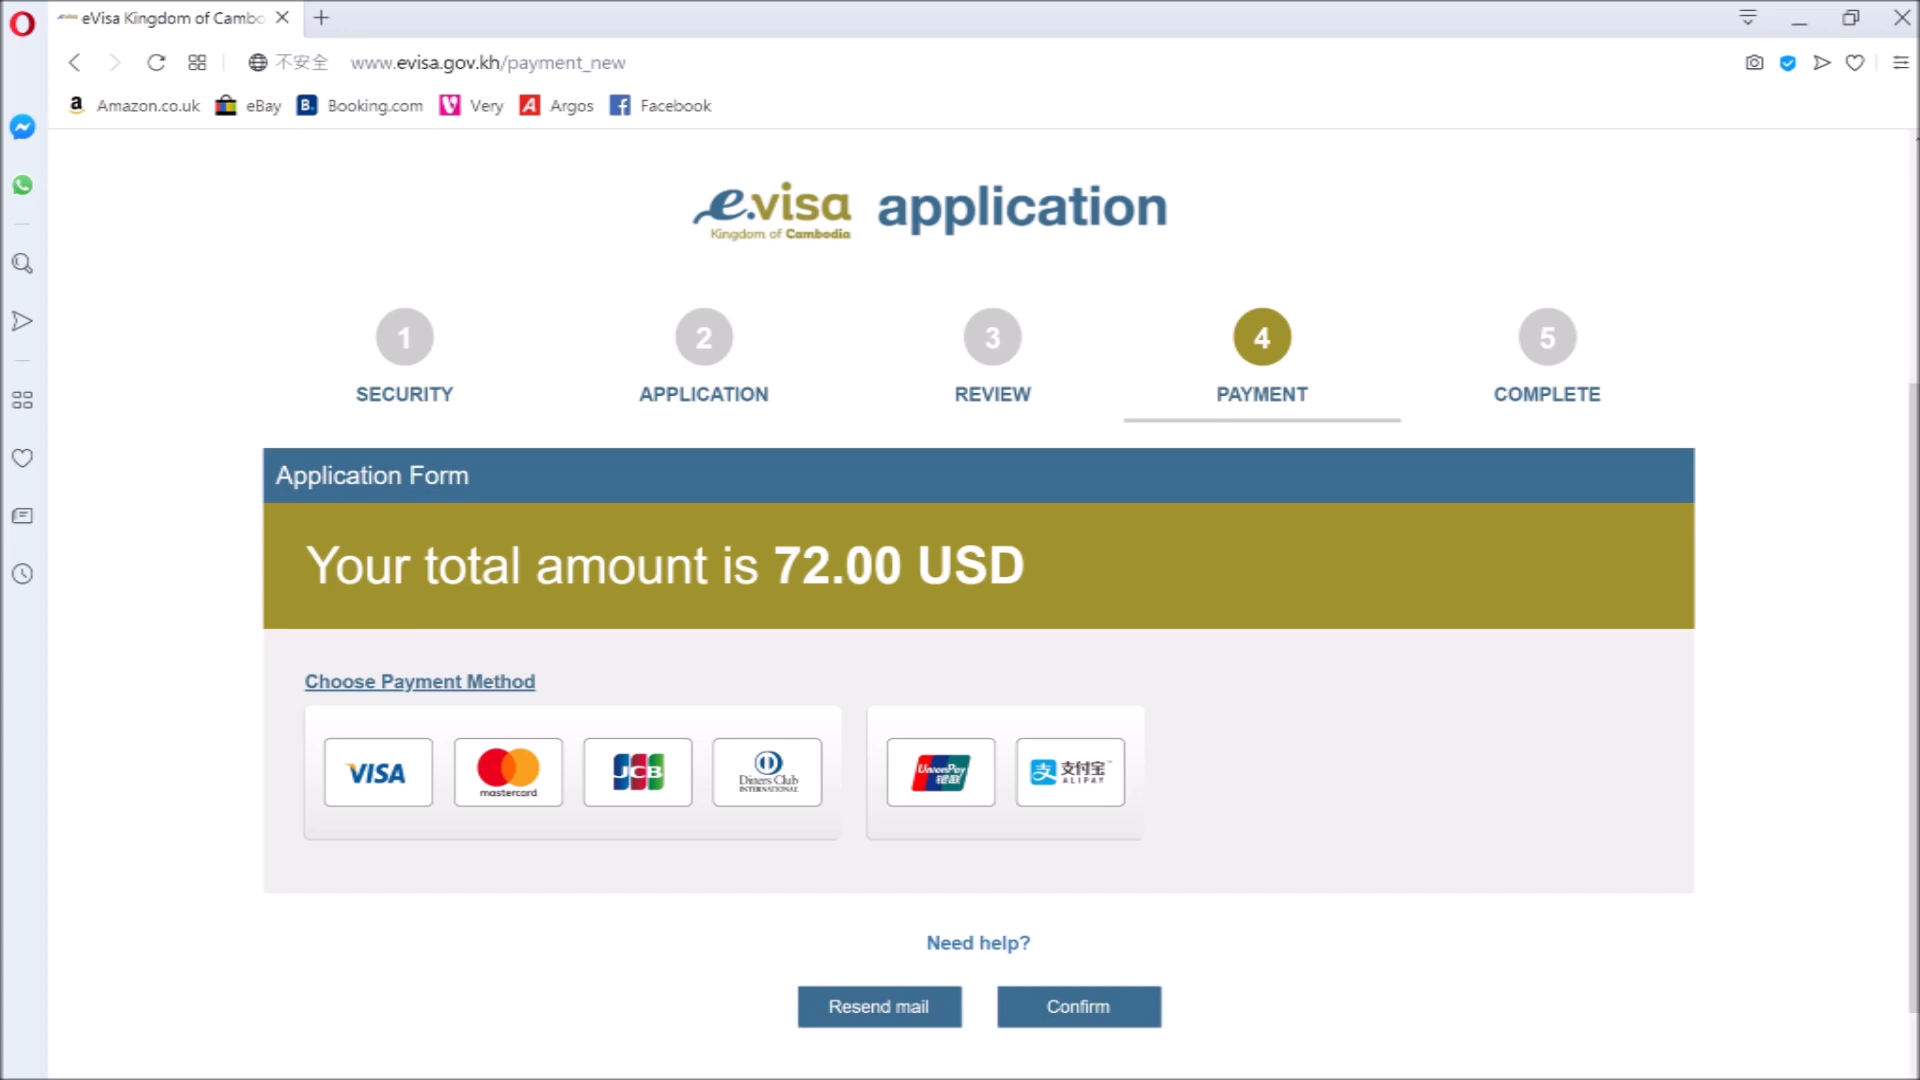 eVisa Kingdom of Cambo
不安全 www.evisa.gov.kh/payment_new
a Amazon.co.uk eBay B. Booking.com Very A Argos f Facebook
e.visa application
Kingdom of Cambodia
1 2 3 4 5
SECURITY APPLICATION REVIEW PAYMENT COMPLETE
Application Form
Your total amount is 72.00 USD
Choose Payment Method
VISA mastercard JCB Diners Club INTERNATIONAL UnionPay 银联 支 支付宝 ALIPAY
Need help?
Resend mail Confirm